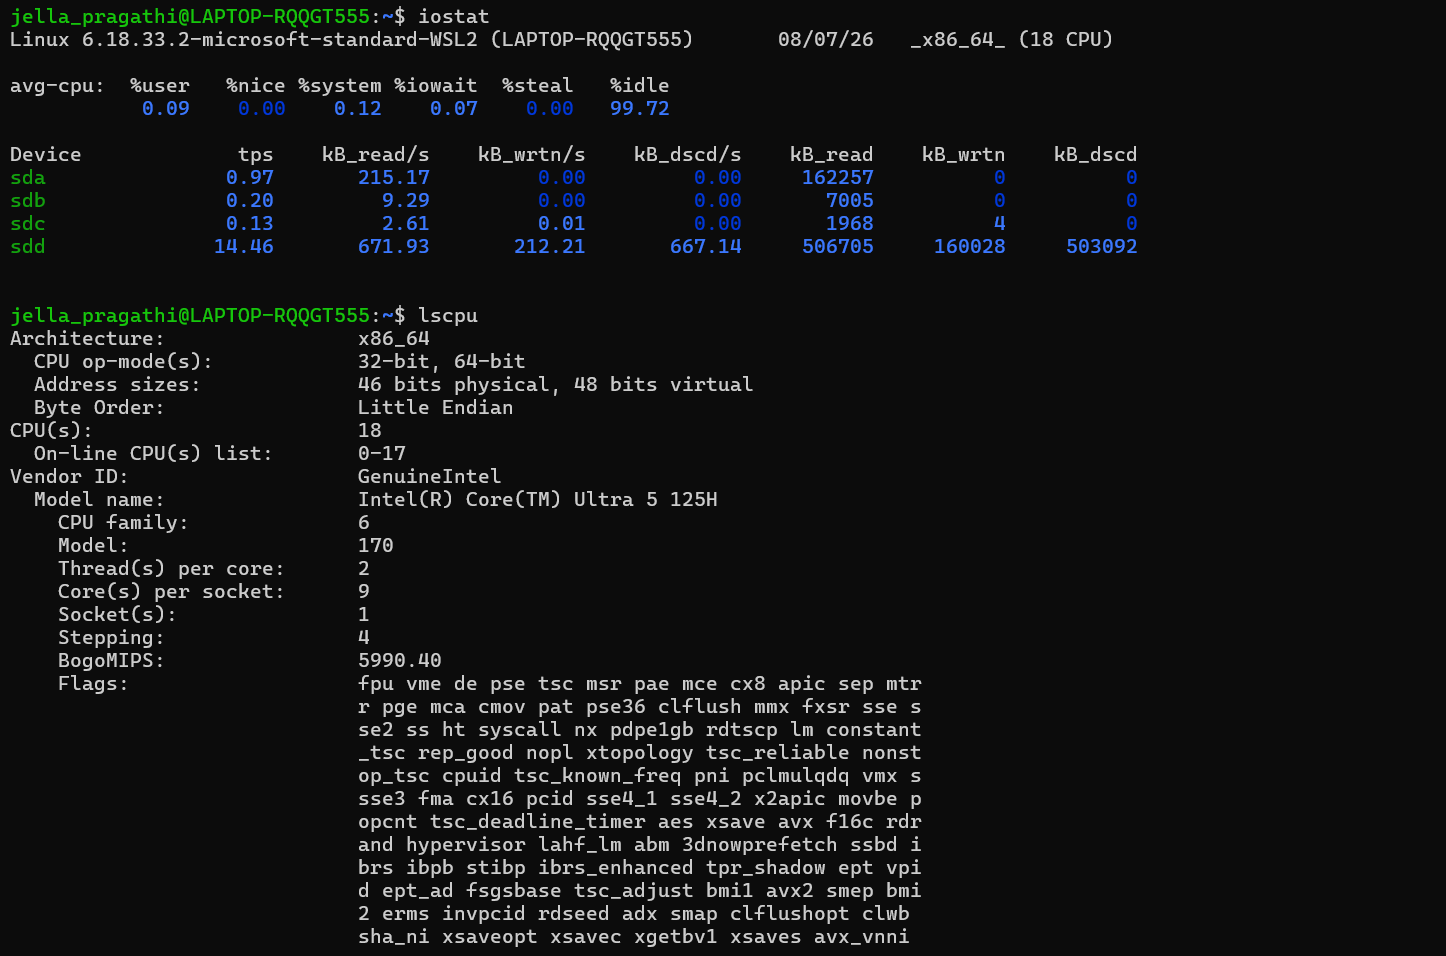 jella_pragathi@LAPTOP-RQQGT555:~$ iostat
Linux 6.18.33.2-microsoft-standard-WSL2 (LAPTOP-RQQGT555)       08/07/26   _x86_64_ (18 CPU)
avg-cpu:  %user   %nice %system %iowait  %steal   %idle
           0.09    0.00    0.12    0.07    0.00   99.72
Device             tps    kB_read/s    kB_wrtn/s    kB_dscd/s    kB_read    kB_wrtn    kB_dscd
sda               0.97       215.17         0.00         0.00     162257          0          0
sdb               0.20         9.29         0.00         0.00       7005          0          0
sdc               0.13         2.61         0.01         0.00       1968          4          0
sdd              14.46       671.93       212.21       667.14     506705     160028     503092
jella_pragathi@LAPTOP-RQQGT555:~$ lscpu
Architecture:                x86_64
  CPU op-mode(s):            32-bit, 64-bit
  Address sizes:             46 bits physical, 48 bits virtual
  Byte Order:                Little Endian
CPU(s):                      18
  On-line CPU(s) list:       0-17
Vendor ID:                   GenuineIntel
  Model name:                Intel(R) Core(TM) Ultra 5 125H
    CPU family:              6
    Model:                   170
    Thread(s) per core:      2
    Core(s) per socket:      9
    Socket(s):               1
    Stepping:                4
    BogoMIPS:                5990.40
    Flags:                   fpu vme de pse tsc msr pae mce cx8 apic sep mtr
                             r pge mca cmov pat pse36 clflush mmx fxsr sse s
                             se2 ss ht syscall nx pdpe1gb rdtscp lm constant
                             _tsc rep_good nopl xtopology tsc_reliable nonst
                             op_tsc cpuid tsc_known_freq pni pclmulqdq vmx s
                             sse3 fma cx16 pcid sse4_1 sse4_2 x2apic movbe p
                             opcnt tsc_deadline_timer aes xsave avx f16c rdr
                             and hypervisor lahf_lm abm 3dnowprefetch ssbd i
                             brs ibpb stibp ibrs_enhanced tpr_shadow ept vpi
                             d ept_ad fsgsbase tsc_adjust bmi1 avx2 smep bmi
                             2 erms invpcid rdseed adx smap clflushopt clwb
                             sha_ni xsaveopt xsavec xgetbv1 xsaves avx_vnni